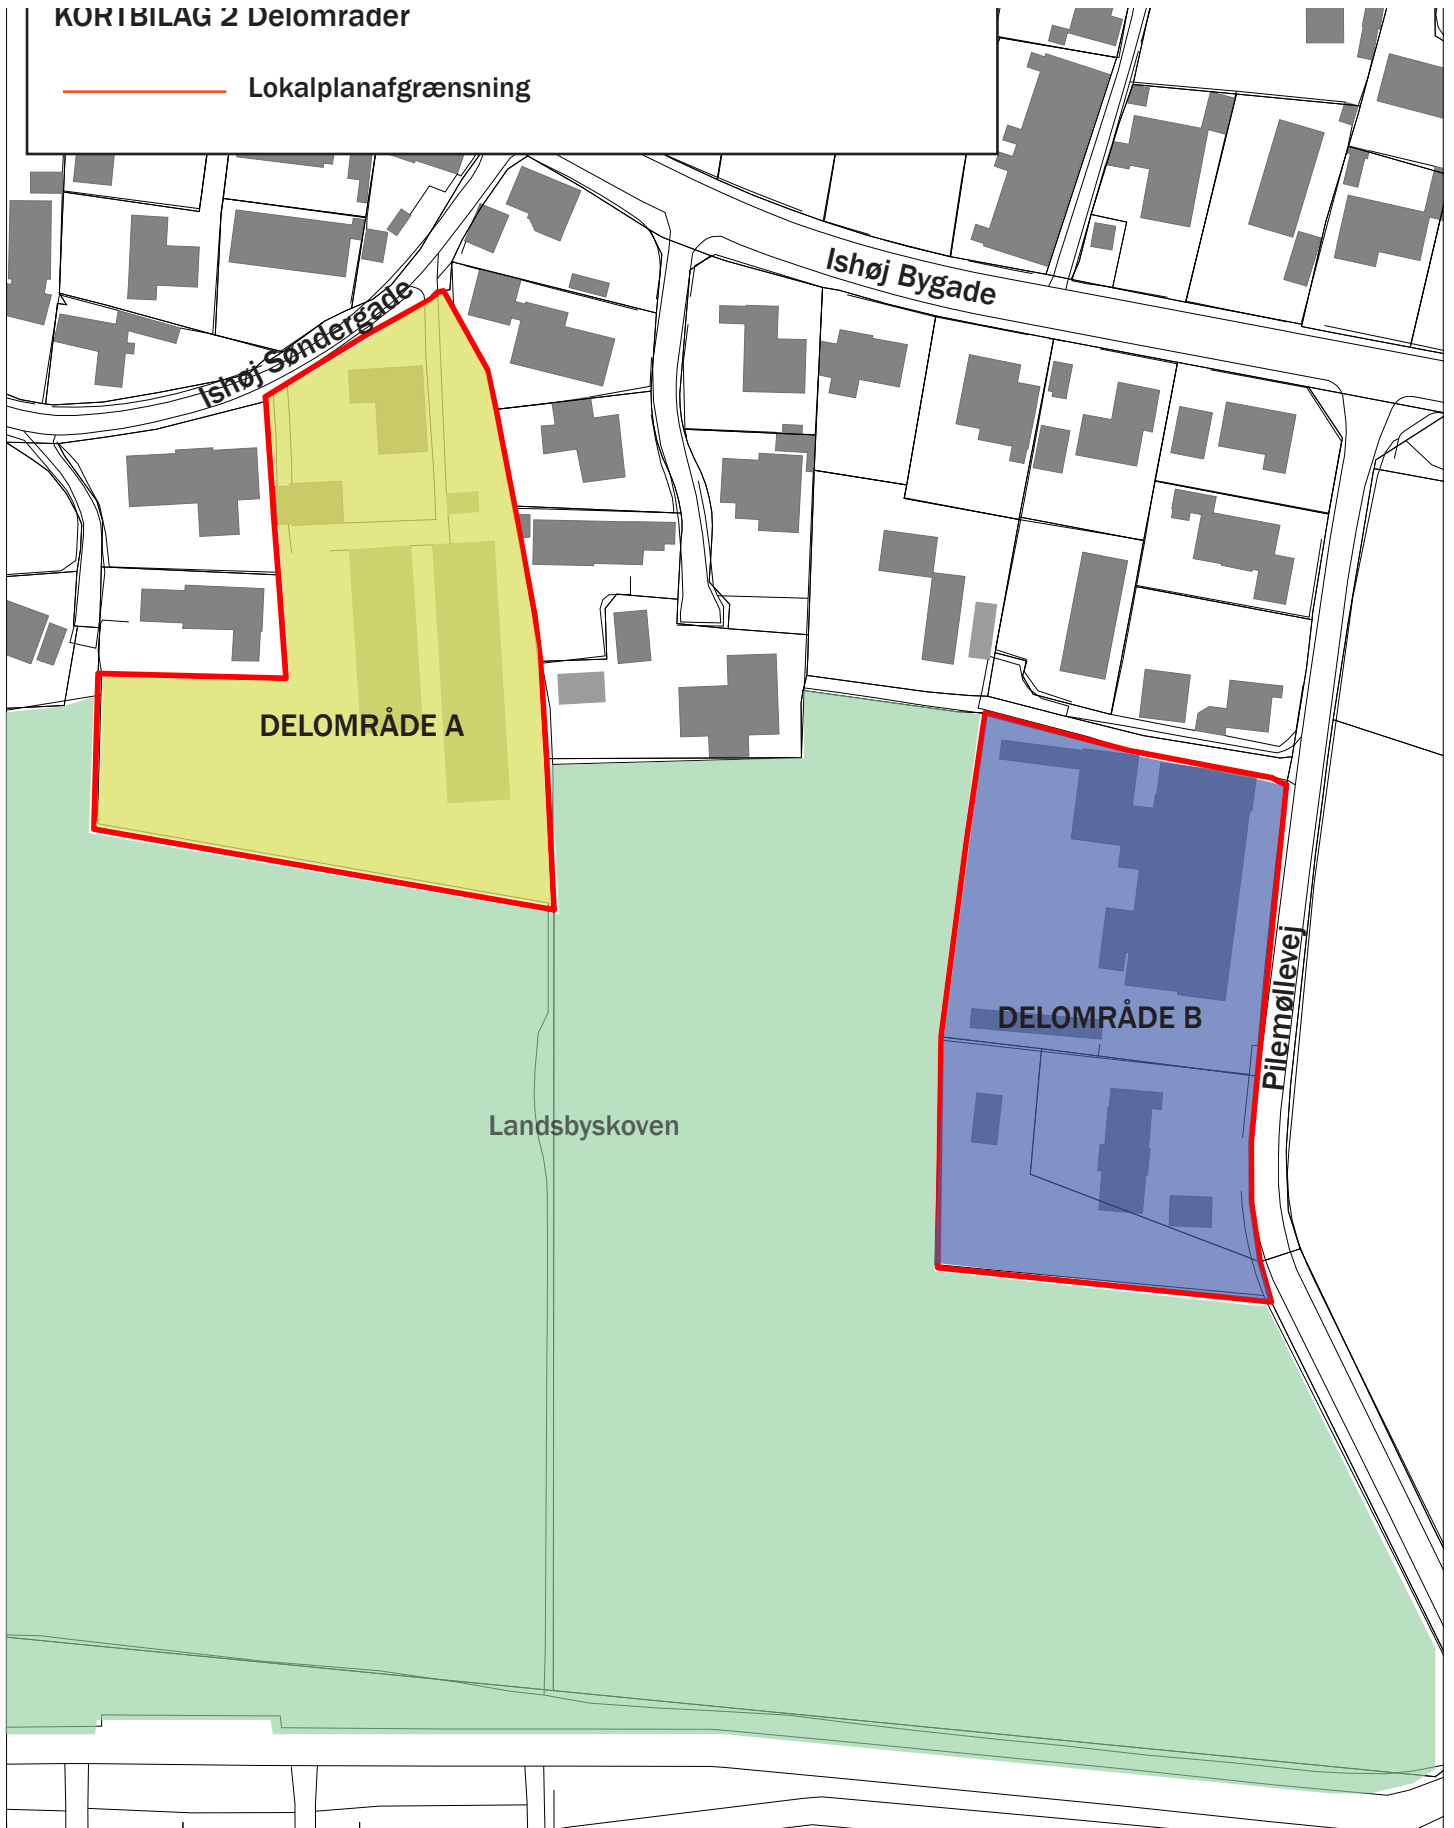 KORTBILAG 2 Delområder
Lokalplanafgrænsning
Ishøj Bygade
Ishøj Søndergade
DELOMRÅDE A
DELOMRÅDE B
Pilemøllevej
Landsbyskoven